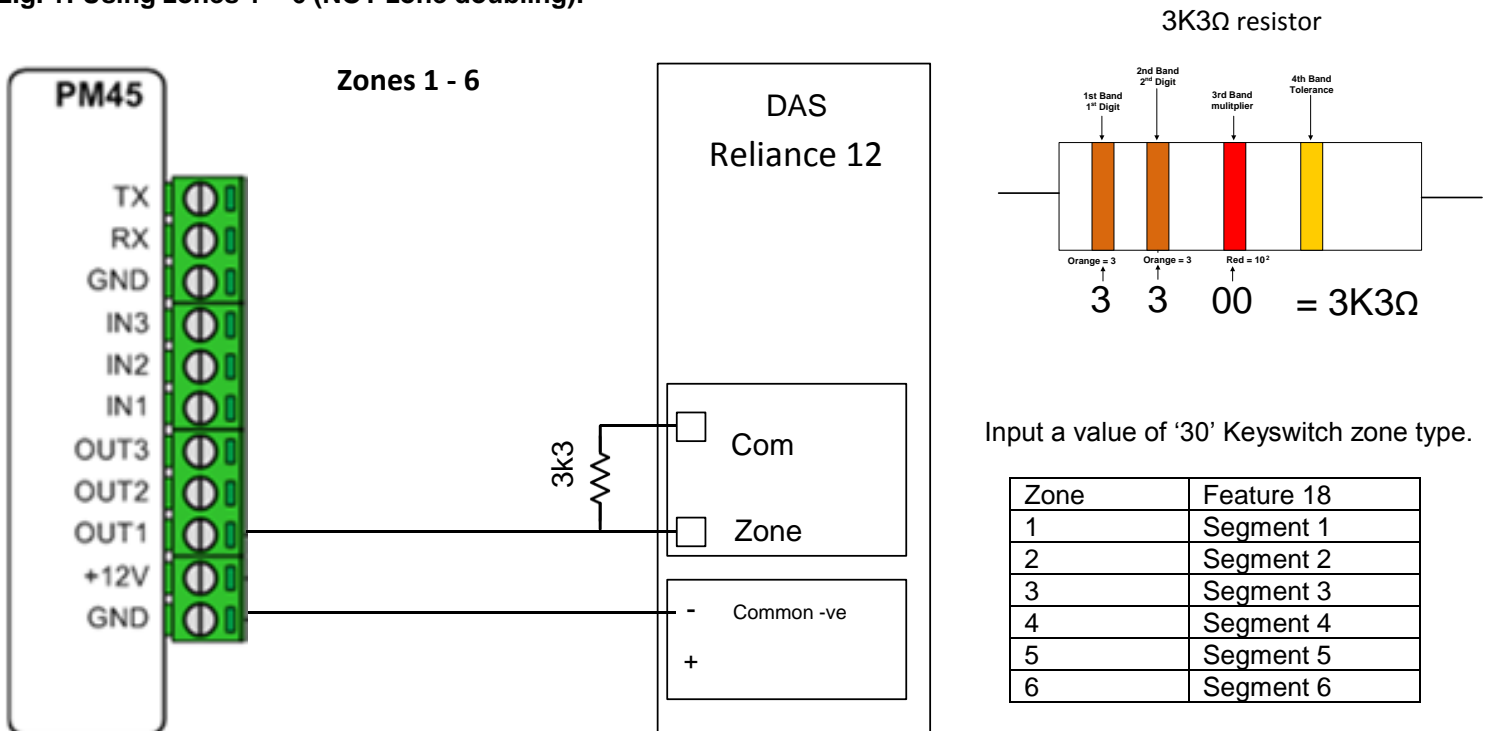 3K3Ω resistor
PM45
Zones 1 - 6
DAS
Reliance 12
TX
RX
GND
IN3
IN2
IN1
OUT3
OUT2
OUT1
+12V
GND
3k3
Com
Zone
- Common -ve
+
1st Band
1st Digit
2nd Band
2nd Digit
3rd Band
mulitplier
4th Band
Tolerance
Orange = 3
Orange = 3
Red = 10²
3 3 00 = 3K3Ω
Input a value of ‘30’ Keyswitch zone type.
Zone Feature 18
1 Segment 1
2 Segment 2
3 Segment 3
4 Segment 4
5 Segment 5
6 Segment 6